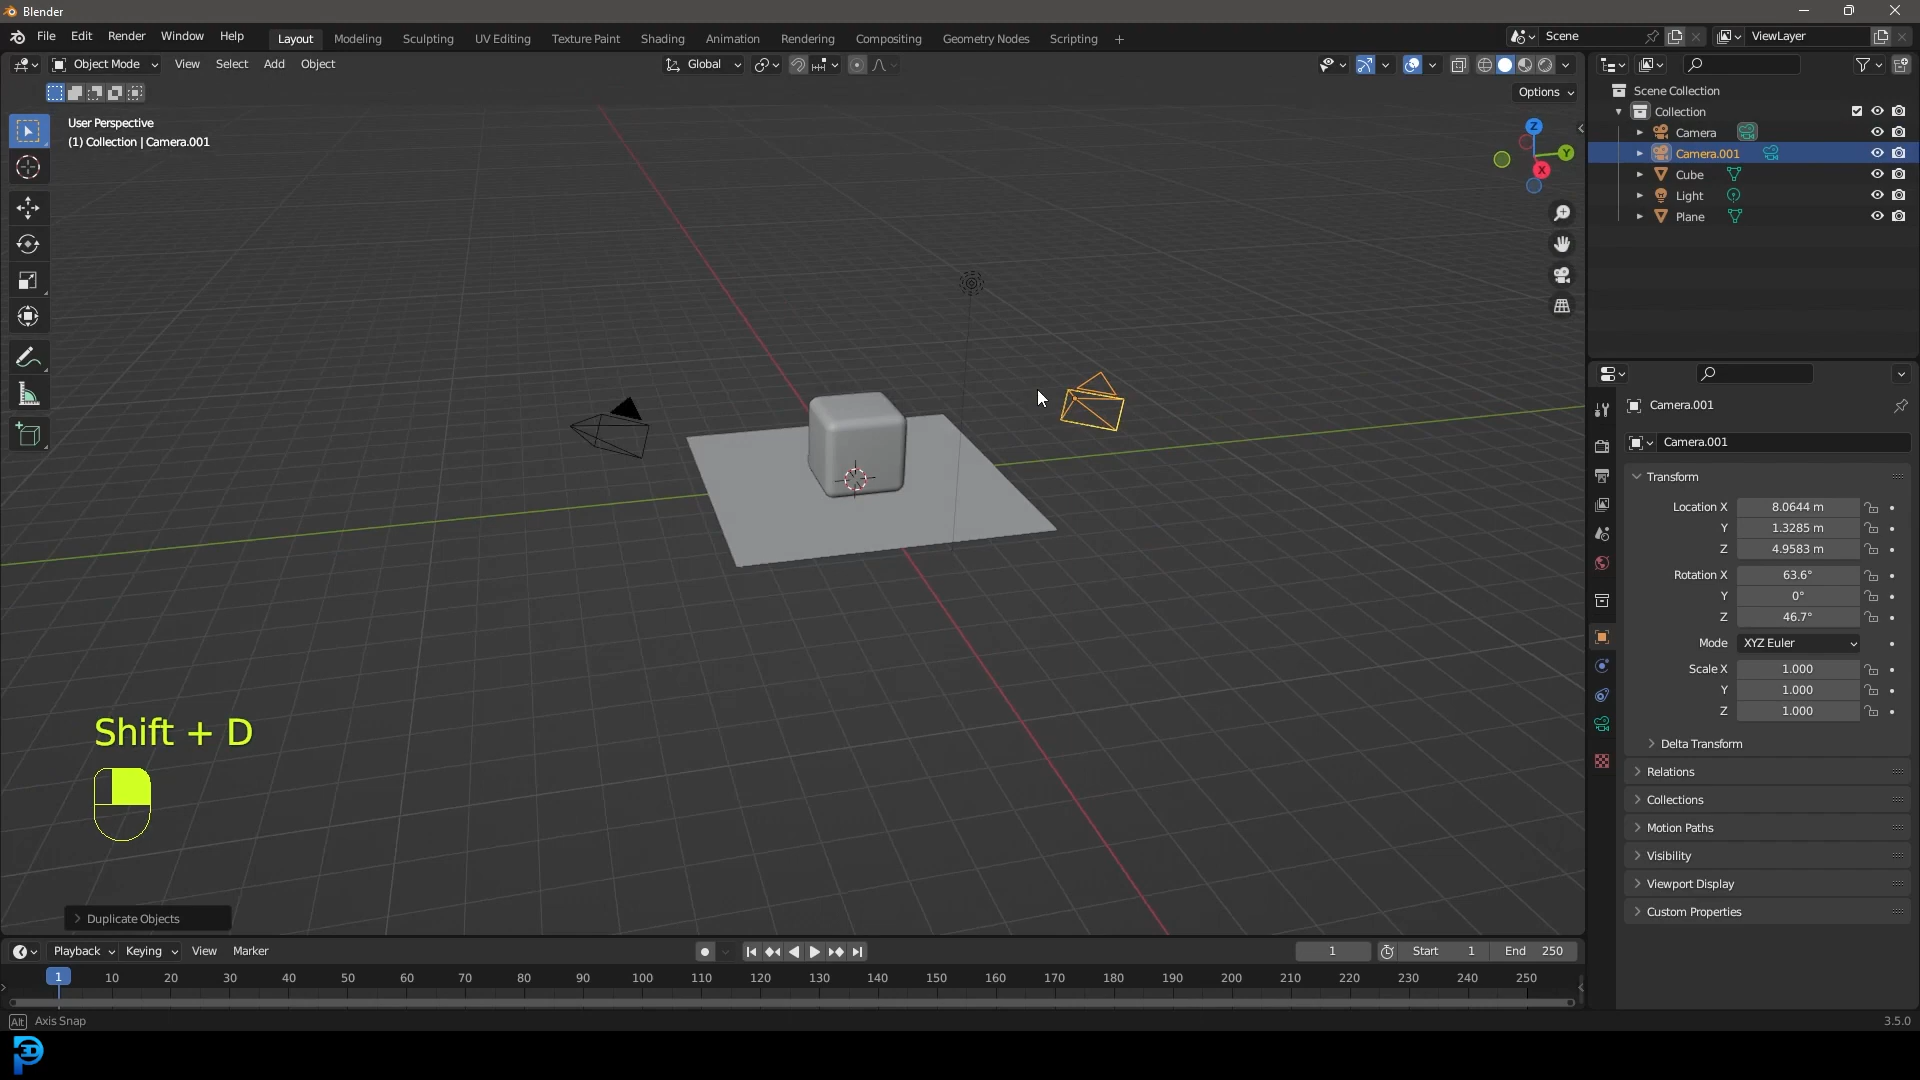 Blender
File Edit Render Window Help Layout Modeling Sculpting UV Editing Texture Paint Shading Animation Rendering Compositing Geometry Nodes Scripting + Scene ViewLayer
Object Mode View Select Add Object Global
Options
User Perspective
(1) Collection | Camera.001
Z
Y
X
Scene Collection
Collection
Camera
Camera.001
Cube
Light
Plane
Camera.001
Camera.001
Transform
Location X 8.0644 m
Y 1.3285 m
Z 4.9583 m
Rotation X 63.6°
Y 0°
Z 46.7°
Mode XYZ Euler
Scale X 1.000
Y 1.000
Z 1.000
Delta Transform
Relations
Collections
Motion Paths
Visibility
Viewport Display
Custom Properties
Shift + D
Duplicate Objects
Playback Keying View Marker 1 Start 1 End 250
1 10 20 30 40 50 60 70 80 90 100 110 120 130 140 150 160 170 180 190 200 210 220 230 240 250
Alt Axis Snap 3.5.0
3D